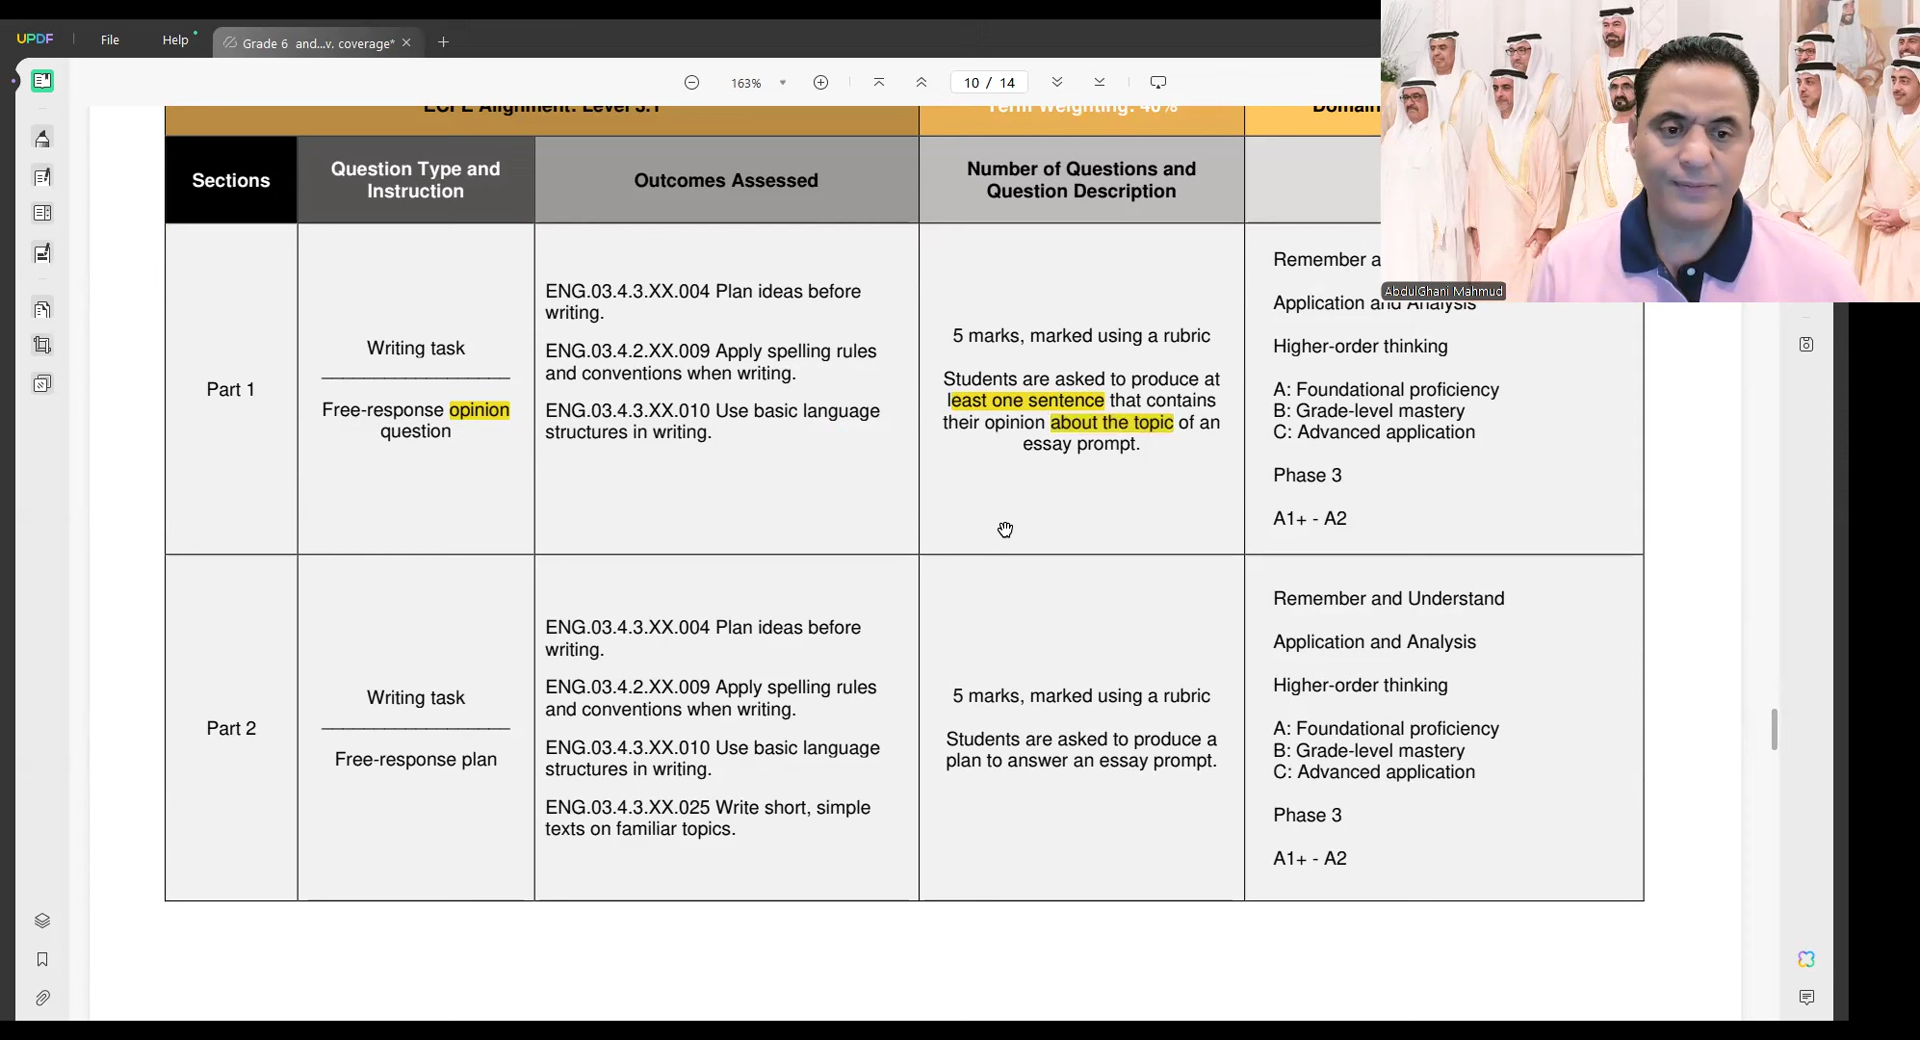 UPDF
File
Help
Grade 6 and...v. coverage*
163%
10 / 14
Term Weighting: 40%
Sections
Question Type and
Instruction
Outcomes Assessed
Number of Questions and
Question Description
Part 1
Writing task
Free-response opinion
question
ENG.03.4.3.XX.004 Plan ideas before
writing.
ENG.03.4.2.XX.009 Apply spelling rules
and conventions when writing.
ENG.03.4.3.XX.010 Use basic language
structures in writing.
5 marks, marked using a rubric
Students are asked to produce at
least one sentence that contains
their opinion about the topic of an
essay prompt.
Remember a
Application and Analysis
Higher-order thinking
A: Foundational proficiency
B: Grade-level mastery
C: Advanced application
Phase 3
A1+ - A2
Part 2
Writing task
Free-response plan
ENG.03.4.3.XX.004 Plan ideas before
writing.
ENG.03.4.2.XX.009 Apply spelling rules
and conventions when writing.
ENG.03.4.3.XX.010 Use basic language
structures in writing.
ENG.03.4.3.XX.025 Write short, simple
texts on familiar topics.
5 marks, marked using a rubric
Students are asked to produce a
plan to answer an essay prompt.
Remember and Understand
Application and Analysis
Higher-order thinking
A: Foundational proficiency
B: Grade-level mastery
C: Advanced application
Phase 3
A1+ - A2
AbdulGhani Mahmud